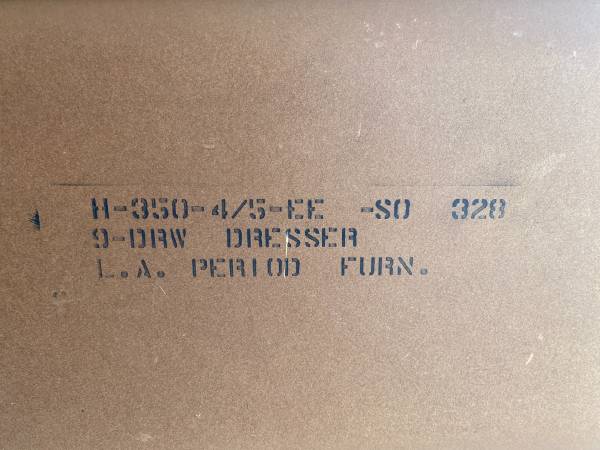 H-350-4/5-EE -SO 328
9-DRW DRESSER
L.A. PERIOD FURN.